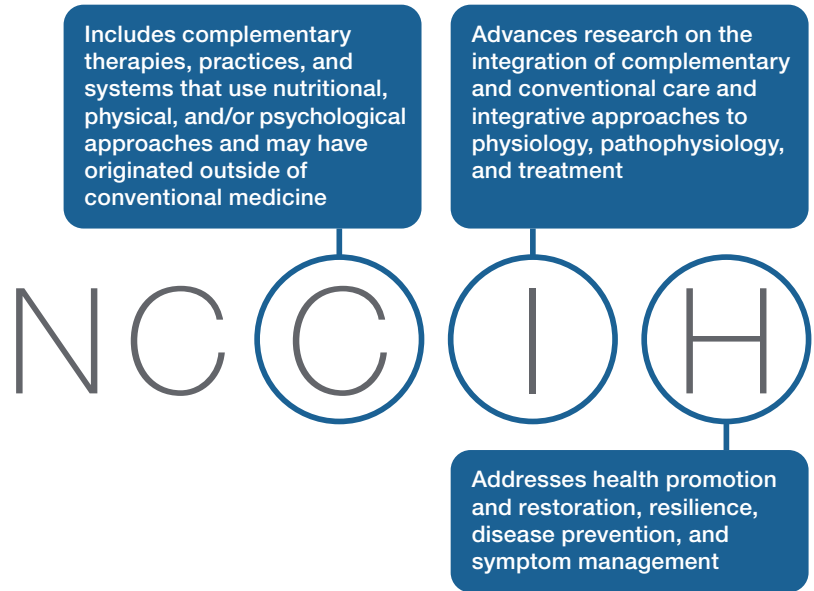 Includes complementary
therapies, practices, and
systems that use nutritional,
physical, and/or psychological
approaches and may have
originated outside of
conventional medicine
Advances research on the
integration of complementary
and conventional care and
integrative approaches to
physiology, pathophysiology,
and treatment
NCCIH
Addresses health promotion
and restoration, resilience,
disease prevention, and
symptom management